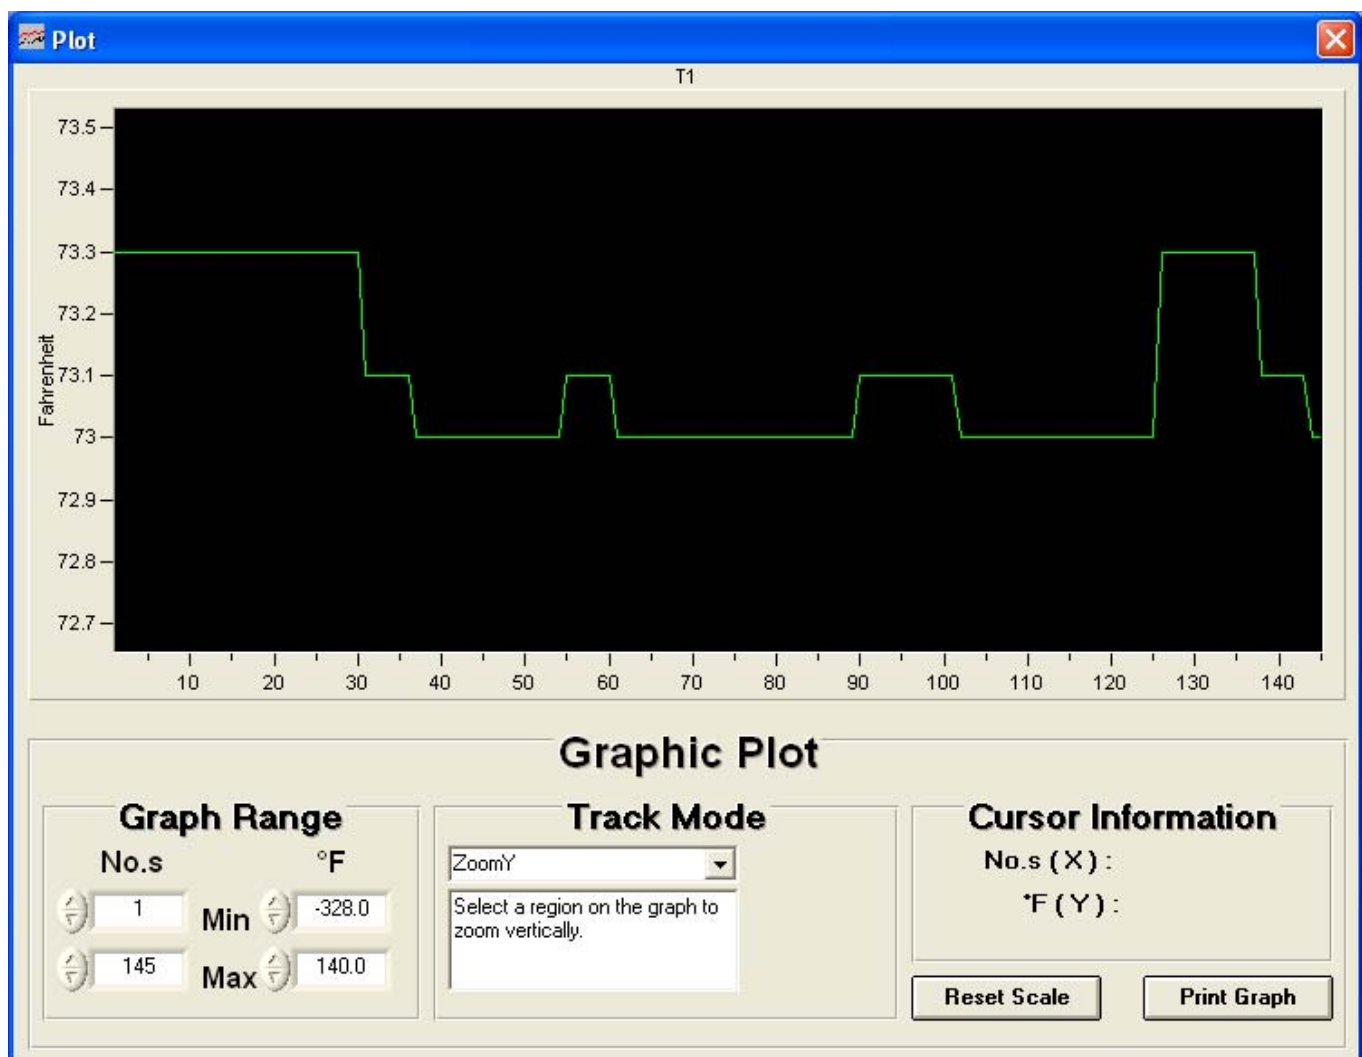 Plot
T1
73.5
73.4
73.3
73.2
73.1
73
72.9
72.8
72.7
Fahrenheit
10 20 30 40 50 60 70 80 90 100 110 120 130 140
Graphic Plot
Graph Range
No.s °F
1 Min -328.0
145 Max 140.0
Track Mode
ZoomY
Select a region on the graph to
zoom vertically.
Cursor Information
No.s ( X ) :
°F ( Y ) :
Reset Scale Print Graph